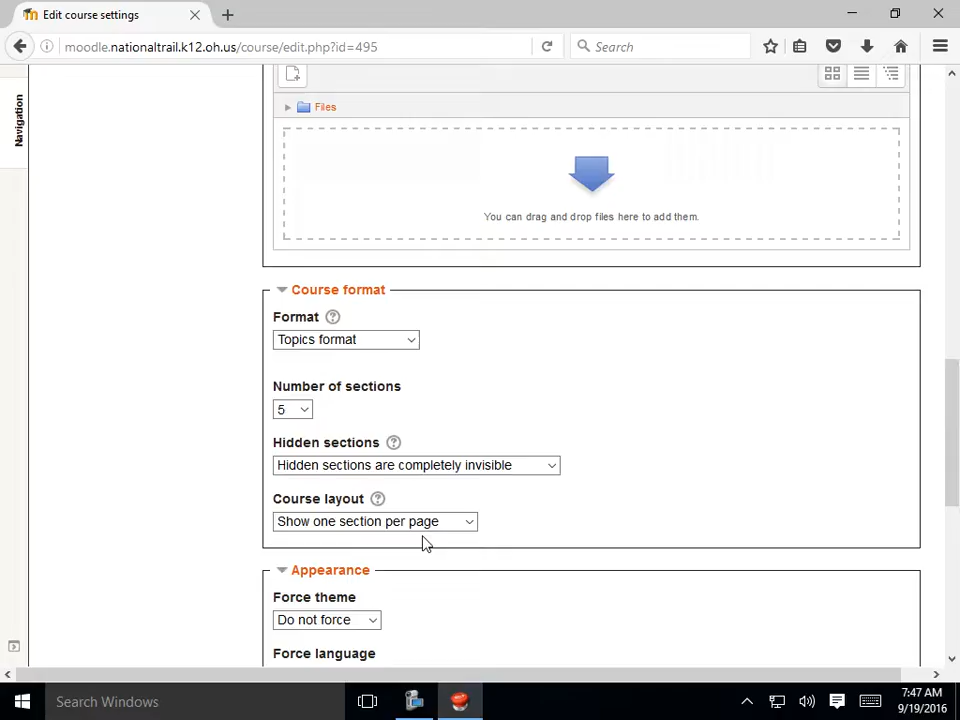 Edit course settings
moodle.nationaltrail.k12.oh.us/course/edit.php?id=495
Search
Navigation
Files
You can drag and drop files here to add them.
Course format
Format
Topics format
Number of sections
5
Hidden sections
Hidden sections are completely invisible
Course layout
Show one section per page
Appearance
Force theme
Do not force
Force language
Search Windows
7:47 AM
9/19/2016